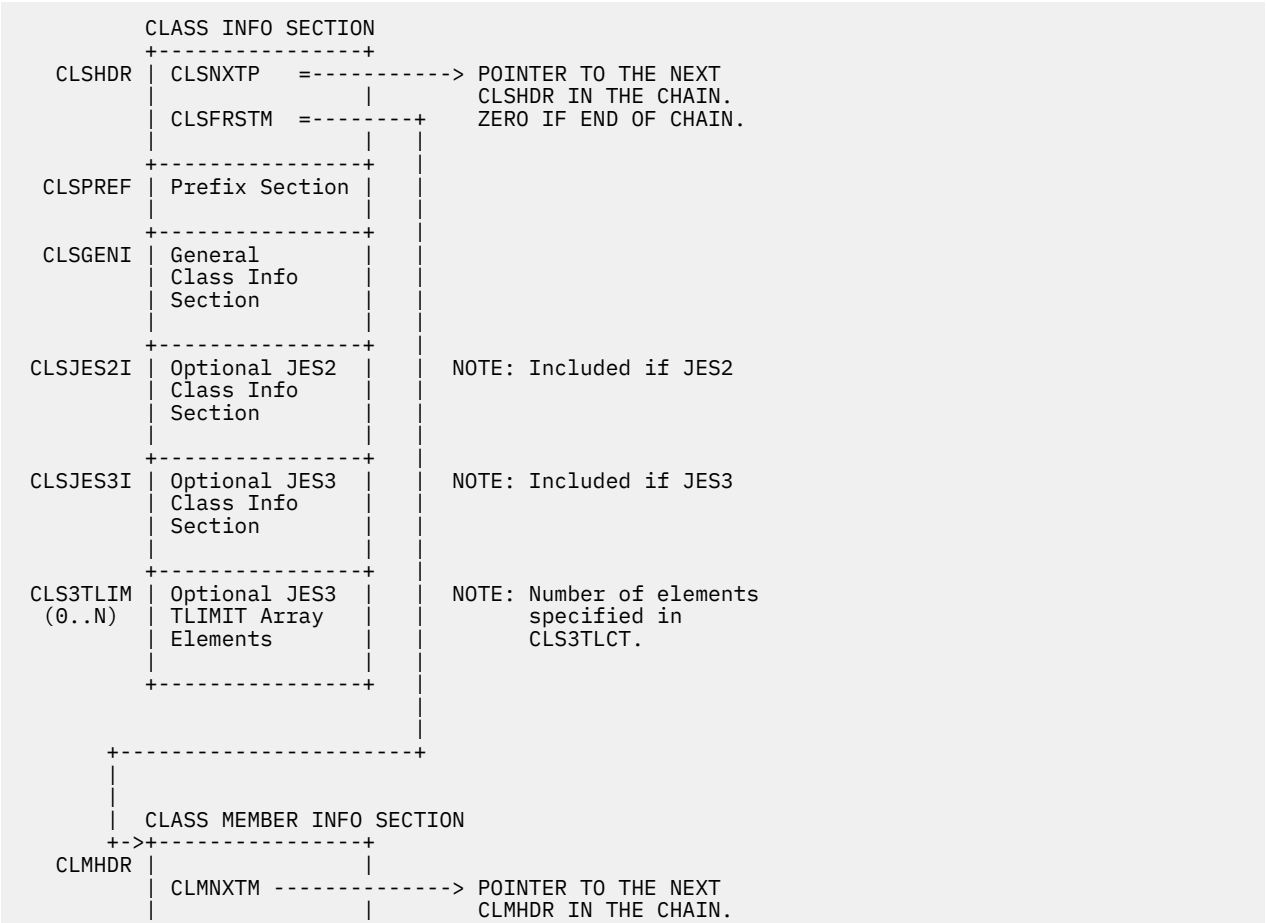 CLASS INFO SECTION
+-----------------+
CLSHDR | CLSNXTP =-----------> POINTER TO THE NEXT
| | CLSHDR IN THE CHAIN.
| CLSFRSTM =--------+ ZERO IF END OF CHAIN.
| | |
+-----------------+ |
CLSPREF | Prefix Section | |
| | |
+-----------------+ |
CLSGENI | General | |
| Class Info | |
| Section | |
| | |
+-----------------+ |
CLSJES2I | Optional JES2 | | NOTE: Included if JES2
| Class Info | |
| Section | |
| | |
+-----------------+ |
CLSJES3I | Optional JES3 | | NOTE: Included if JES3
| Class Info | |
| Section | |
| | |
+-----------------+ |
CLS3TLIM | Optional JES3 | | NOTE: Number of elements
(0..N) | TLIMIT Array | | specified in
| Elements | | CLS3TLCT.
| | |
+-----------------+ |
|
|
+-----------------------+
|
|
| CLASS MEMBER INFO SECTION
+->+-----------------+
CLMHDR | |
| CLMNXTM --------------> POINTER TO THE NEXT
| | CLMHDR IN THE CHAIN.